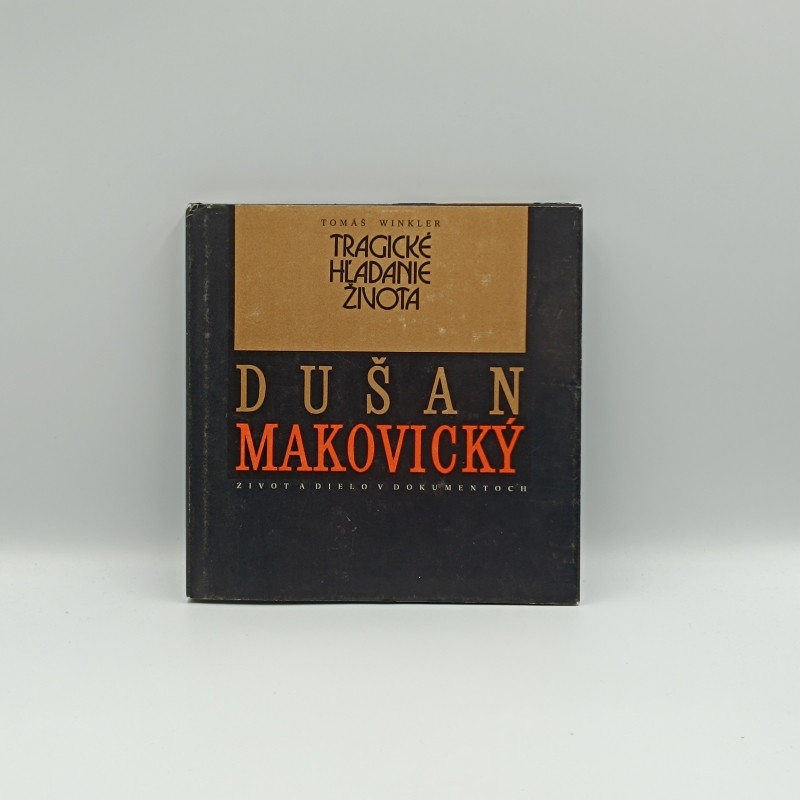 TOMÁŠ WINKLER
TRAGICKÉ
HĽADANIE
ŽIVOTA
DUŠAN
MAKOVICKÝ
ŽIVOT A DIELO V DOKUMENTOCH